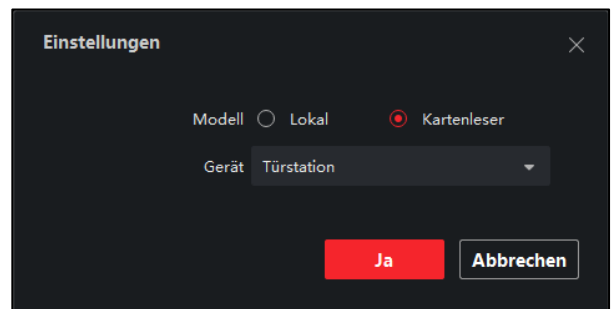 Einstellungen
Modell Lokal Kartenleser
Gerät Türstation
Ja Abbrechen